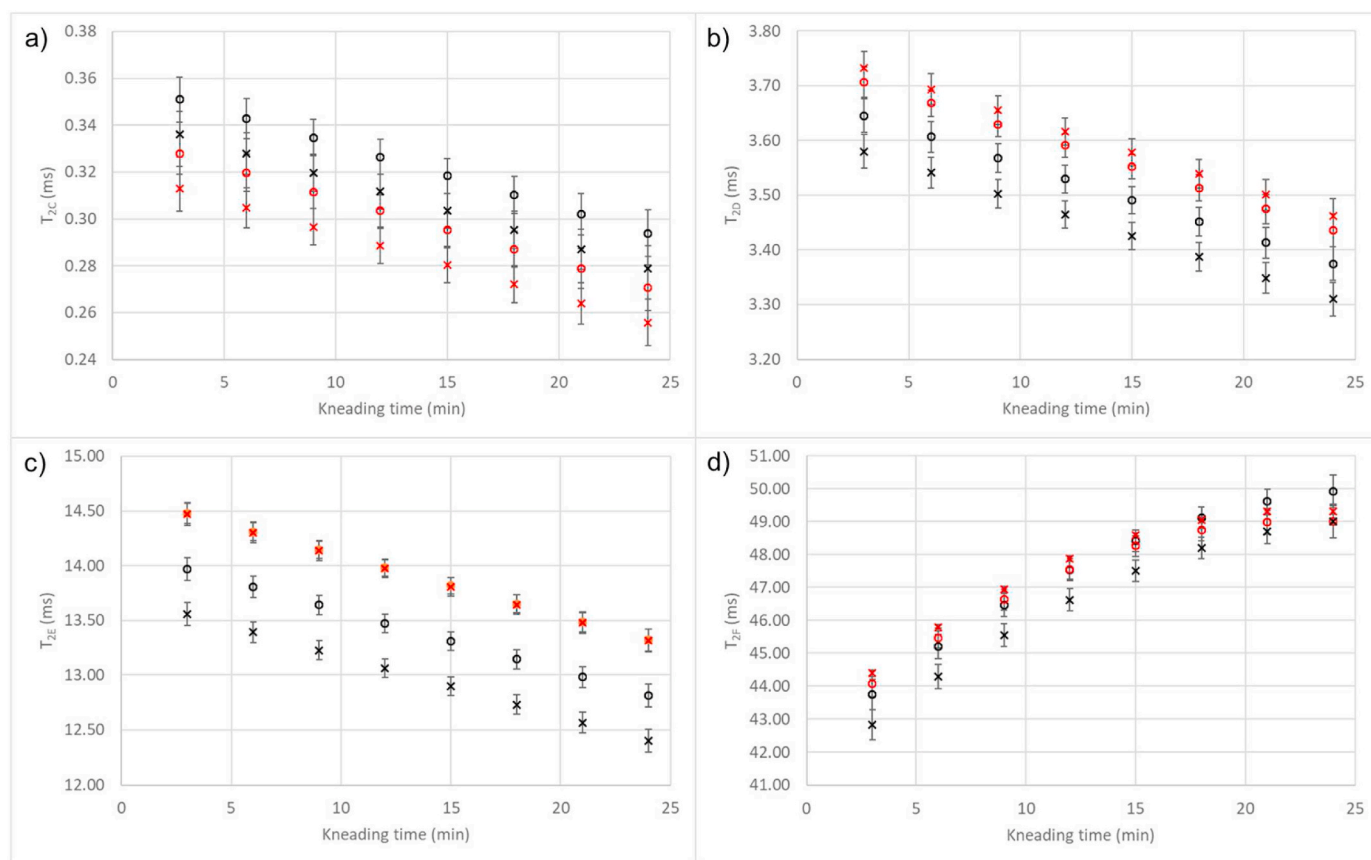 a)
0.38
0.36
0.34
0.32
0.30
0.28
0.26
0.24
T2C (ms)
0 5 10 15 20 25
Kneading time (min)
b)
3.80
3.70
3.60
3.50
3.40
3.30
3.20
T2D (ms)
0 5 10 15 20 25
Kneading time (min)
c)
15.00
14.50
14.00
13.50
13.00
12.50
12.00
T2E (ms)
0 5 10 15 20 25
Kneading time (min)
d)
51.00
50.00
49.00
48.00
47.00
46.00
45.00
44.00
43.00
42.00
41.00
T2F (ms)
0 5 10 15 20 25
Kneading time (min)